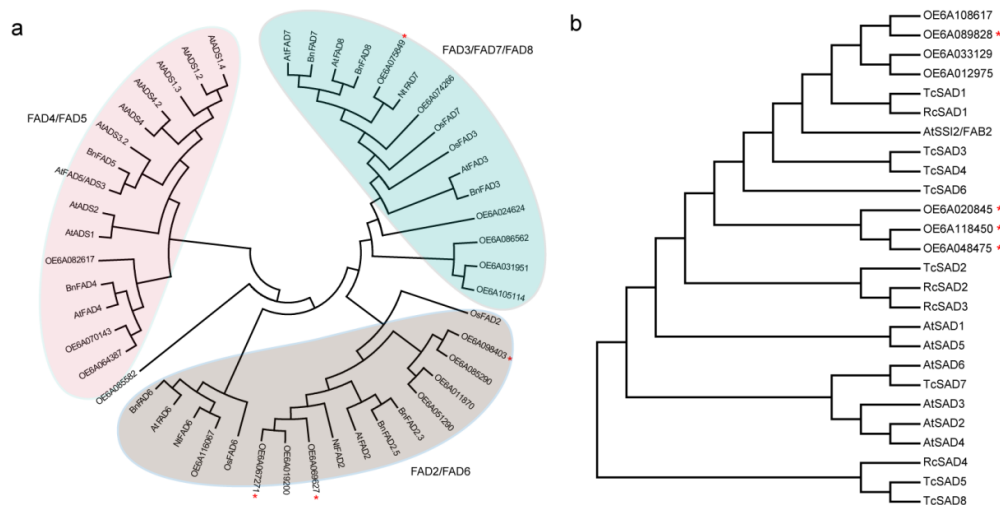 a
FAD4/FAD5
AtADS1.4
AtADS1.2
AtADS1.3
AtADS4.2
AtADS4
AtADS3.2
BnFAD5
AtFAD5/ADS3
AtADS2
AtADS1
OE6A082617
BnFAD4
AtFAD4
OE6A070143
OE6A064387
OE6A085582
FAD3/FAD7/FAD8
AtFAD7
BnFAD7
AtFAD8
BnFAD8
OE6A075649 *
NtFAD7
OE6A074266
OsFAD7
OsFAD3
AtFAD3
BnFAD3
OE6A024624
OE6A086562
OE6A031951
OE6A105114
OsFAD2
OE6A098403 *
OE6A085290
OE6A011870
OE6A051290
BnFAD2.3
BnFAD2.5
AtFAD2
NtFAD2
OE6A069627 *
OE6A019200
OE6A067271 *
OsFAD6
OE6A116067
NtFAD6
AtFAD6
BnFAD6
FAD2/FAD6
b
OE6A108617
OE6A089828 *
OE6A033129
OE6A012975
TcSAD1
RcSAD1
AtSSI2/FAB2
TcSAD3
TcSAD4
TcSAD6
OE6A020845 *
OE6A118450 *
OE6A048475 *
TcSAD2
RcSAD2
RcSAD3
AtSAD1
AtSAD5
AtSAD6
TcSAD7
AtSAD3
AtSAD2
AtSAD4
RcSAD4
TcSAD5
TcSAD8